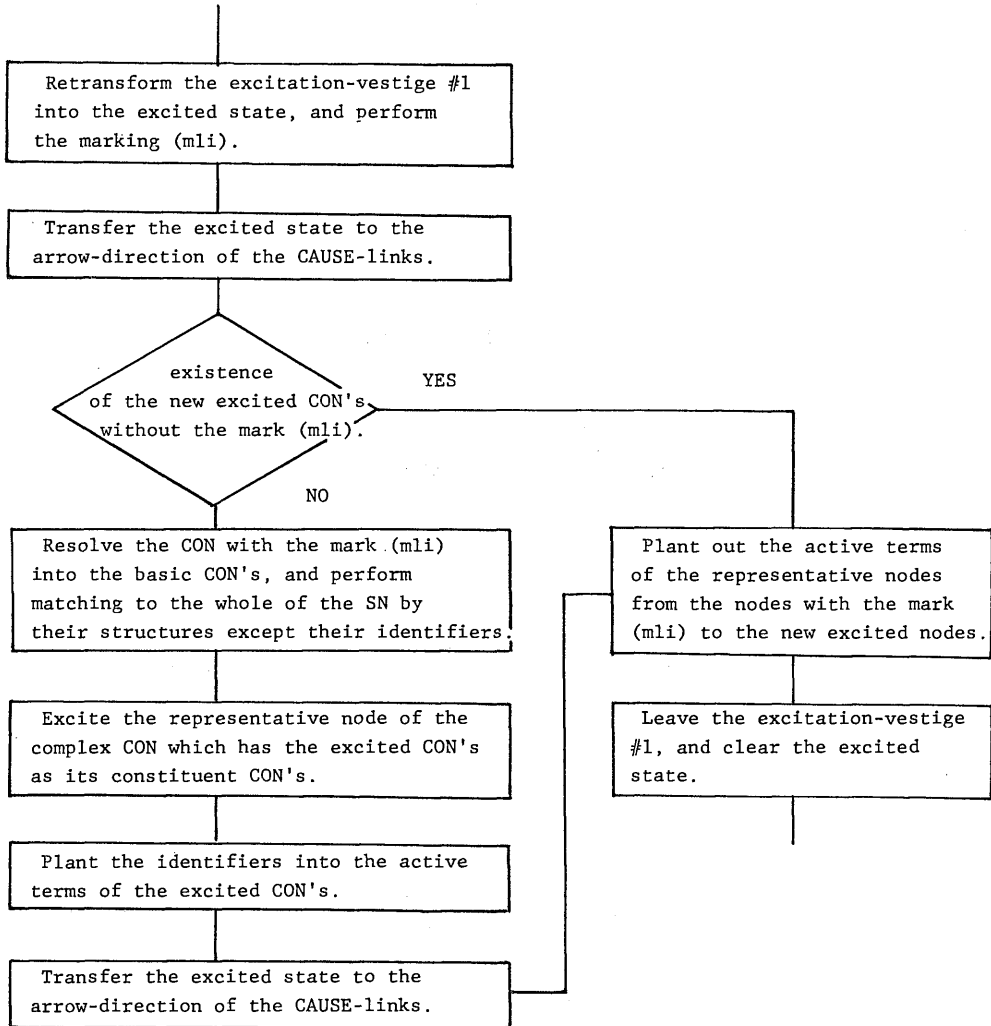 Retransform the excitation-vestige #1
into the excited state, and perform
the marking (mli).
Transfer the excited state to the
arrow-direction of the CAUSE-links.
existence
of the new excited CON's
without the mark (mli).
YES
NO
Resolve the CON with the mark (mli)
into the basic CON's, and perform
matching to the whole of the SN by
their structures except their identifiers.
Excite the representative node of the
complex CON which has the excited CON's
as its constituent CON's.
Plant the identifiers into the active
terms of the excited CON's.
Transfer the excited state to the
arrow-direction of the CAUSE-links.
Plant out the active terms
of the representative nodes
from the nodes with the mark
(mli) to the new excited nodes.
Leave the excitation-vestige
#1, and clear the excited
state.